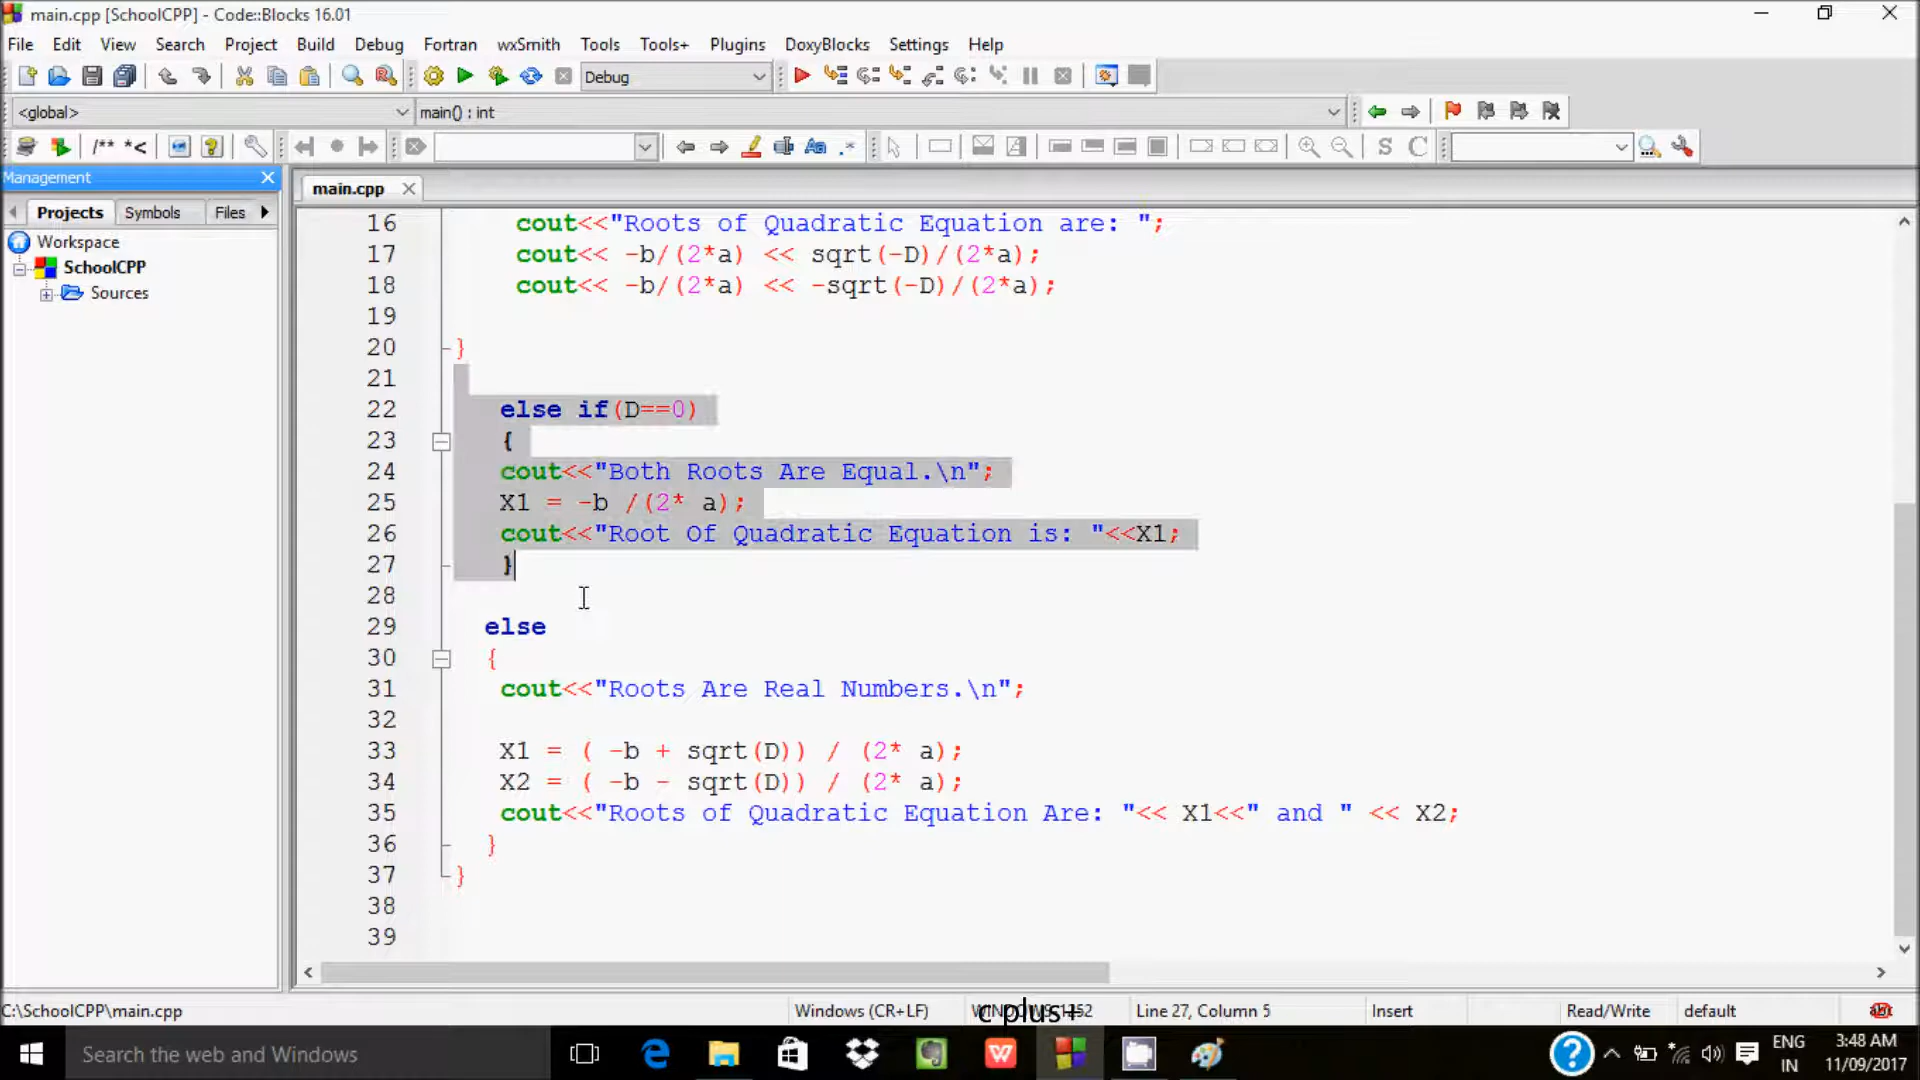 main.cpp [SchoolCPP] - Code::Blocks 16.01
File Edit View Search Project Build Debug Fortran wxSmith Tools Tools+ Plugins DoxyBlocks Settings Help
Debug
<global> main() : int
/** *< Aa .* S C
Management
main.cpp
Projects Symbols Files
Workspace
SchoolCPP
Sources
16 cout<<"Roots of Quadratic Equation are: ";
17 cout<< -b/(2*a) << sqrt(-D)/(2*a);
18 cout<< -b/(2*a) << -sqrt(-D)/(2*a);
19
20 }
21
22 else if(D==0)
23 {
24 cout<<"Both Roots Are Equal.\n";
25 X1 = -b /(2* a);
26 cout<<"Root Of Quadratic Equation is: "<<X1;
27 }
28
29 else
30 {
31 cout<<"Roots Are Real Numbers.\n";
32
33 X1 = ( -b + sqrt(D)) / (2* a);
34 X2 = ( -b - sqrt(D)) / (2* a);
35 cout<<"Roots of Quadratic Equation Are: "<< X1<<" and " << X2;
36 }
37 }
38
39
C:\SchoolCPP\main.cpp Windows (CR+LF) WINDOWS-1252 Line 27, Column 5 Insert Read/Write default
c plus+
Search the web and Windows
ENG
IN
3:48 AM
11/09/2017